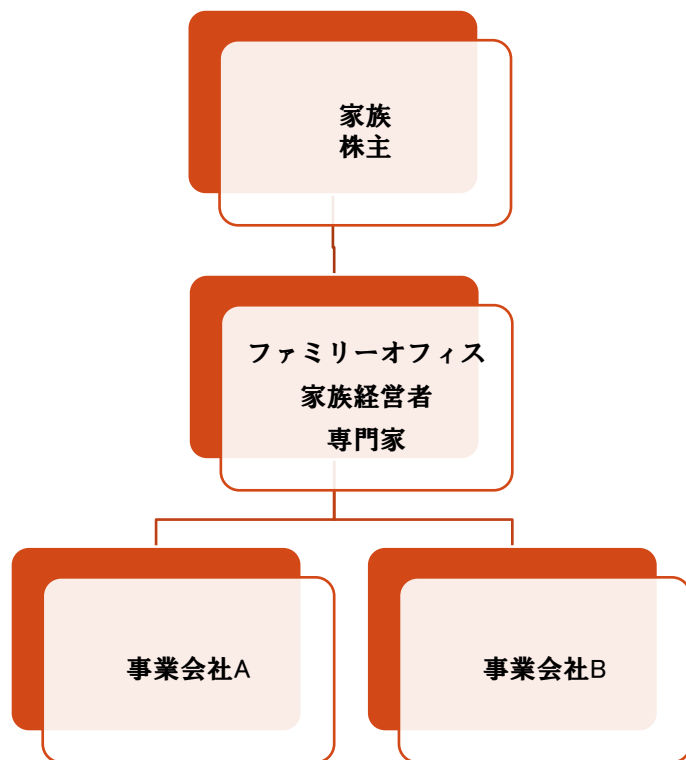 家族
株主
ファミリーオフィス
家族経営者
専門家
事業会社A
事業会社B